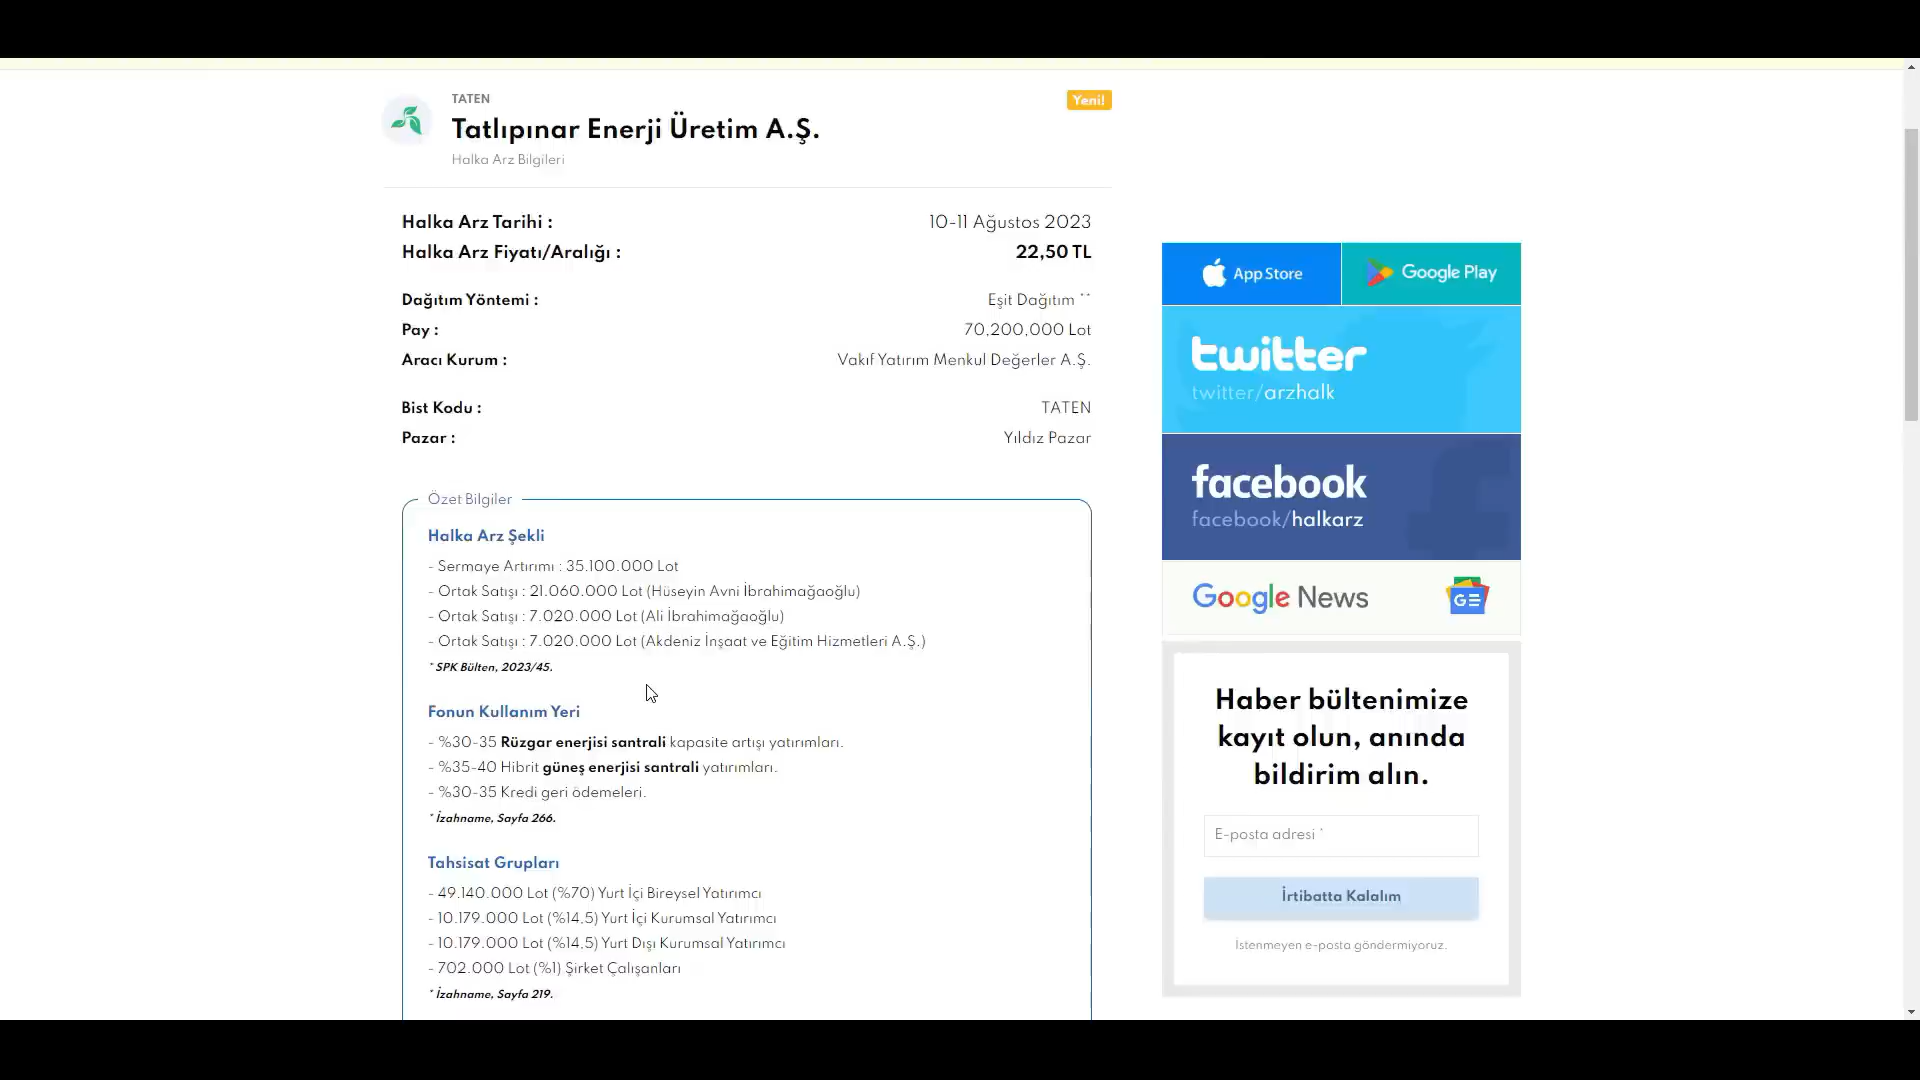 TATEN
Yeni!
Tatlıpınar Enerji Üretim A.Ş.
Halka Arz Bilgileri
Halka Arz Tarihi : 10-11 Ağustos 2023
Halka Arz Fiyatı/Aralığı : 22,50 TL
Dağıtım Yöntemi : Eşit Dağıtım **
Pay : 70,200,000 Lot
Aracı Kurum : Vakıf Yatırım Menkul Değerler A.Ş.
Bist Kodu : TATEN
Pazar : Yıldız Pazar
Özet Bilgiler
Halka Arz Şekli
- Sermaye Artırımı : 35.100.000 Lot
- Ortak Satışı : 21.060.000 Lot (Hüseyin Avni İbrahimağaoğlu)
- Ortak Satışı : 7.020.000 Lot (Ali İbrahimağaoğlu)
- Ortak Satışı : 7.020.000 Lot (Akdeniz İnşaat ve Eğitim Hizmetleri A.Ş.)
* SPK Bülten, 2023/45.
Fonun Kullanım Yeri
- %30-35 Rüzgar enerjisi santrali kapasite artışı yatırımları.
- %35-40 Hibrit güneş enerjisi santrali yatırımları.
- %30-35 Kredi geri ödemeleri.
* İzahname, Sayfa 266.
Tahsisat Grupları
- 49.140.000 Lot (%70) Yurt İçi Bireysel Yatırımcı
- 10.179.000 Lot (%14,5) Yurt İçi Kurumsal Yatırımcı
- 10.179.000 Lot (%14,5) Yurt Dışı Kurumsal Yatırımcı
- 702.000 Lot (%1) Şirket Çalışanları
* İzahname, Sayfa 219.
App Store
Google Play
twitter
twitter/arzhalk
facebook
facebook/halkarz
Google News
GE
Haber bültenimize
kayıt olun, anında
bildirim alın.
E-posta adresi *
İrtibatta Kalalım
Istenmeyen e-posta göndermiyoruz.